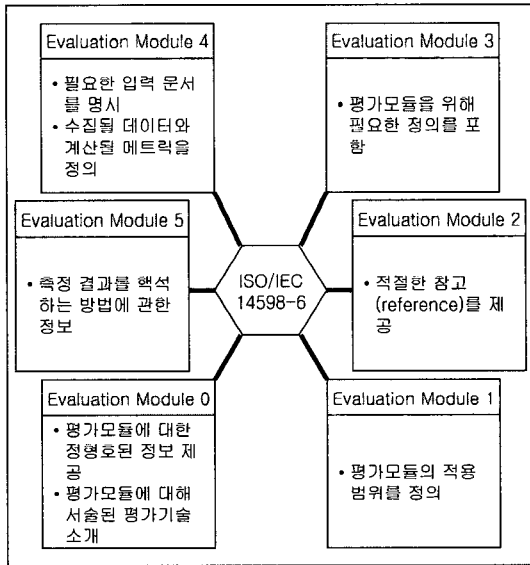 Evaluation Module 4
• 필요한 입력 문서
를 명시
• 수집될 데이터와
계산될 메트릭을
정의
Evaluation Module 3
• 평가모듈을 위해
필요한 정의를 포
함
Evaluation Module 5
• 측정 결과를 해석
하는 방법에 관한
정보
ISO/IEC
14598-6
Evaluation Module 2
• 적절한 참고
(reference)를 제
공
Evaluation Module 0
• 평가모듈에 대한
정형호된 정보 제
공
• 평가모듈에 대해
서술된 평가기술
소개
Evaluation Module 1
• 평가모듈의 적용
범위를 정의